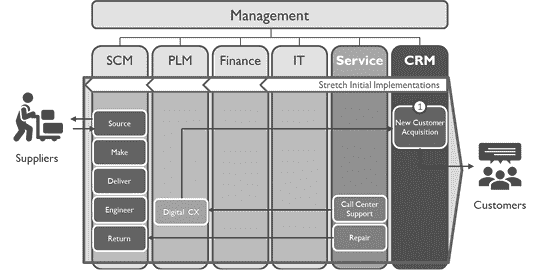 Management
SCM
PLM
Finance
IT
Service
CRM
Stretch Initial Implementations
Source
Make
Deliver
Engineer
Return
Digital CX
Call Center
Support
Repair
1
New Customer
Acquisition
Suppliers
Customers